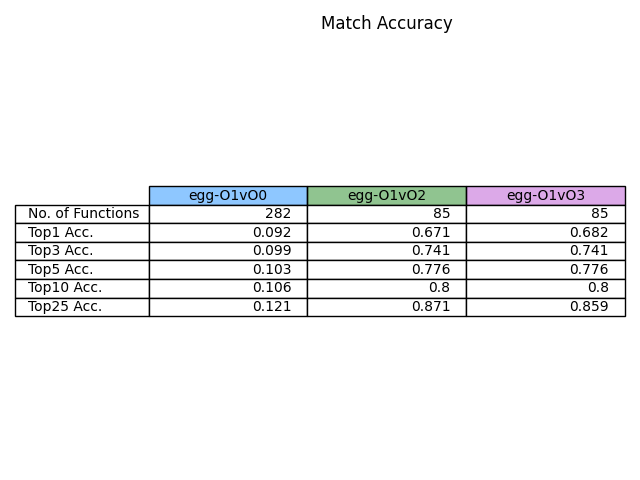 Match Accuracy
egg-O1vO0 egg-O1vO2 egg-O1vO3
No. of Functions 282 85 85
Top1 Acc. 0.092 0.671 0.682
Top3 Acc. 0.099 0.741 0.741
Top5 Acc. 0.103 0.776 0.776
Top10 Acc. 0.106 0.8 0.8
Top25 Acc. 0.121 0.871 0.859